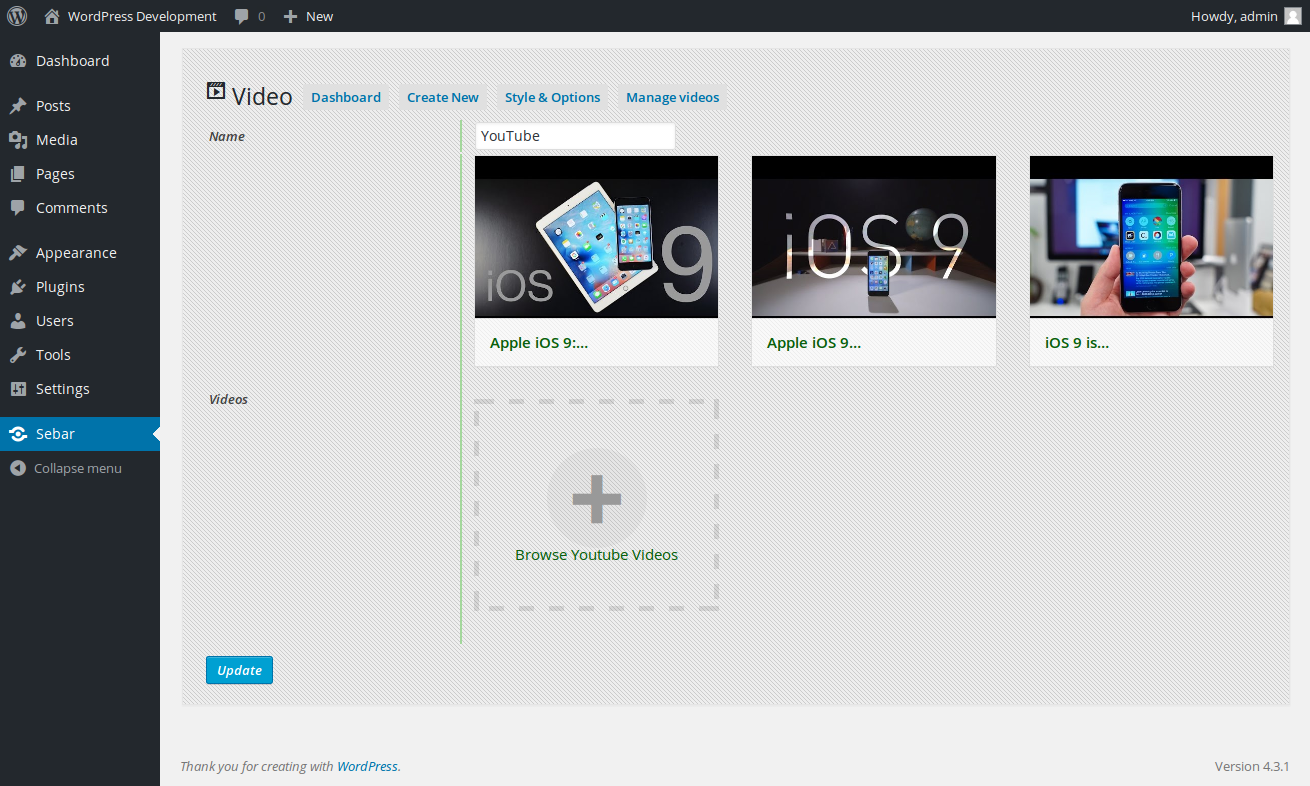 WordPress Development 0 New Howdy, admin
Dashboard
Posts
Media
Pages
Comments
Appearance
Plugins
Users
Tools
Settings
Sebar
Collapse menu
Video Dashboard Create New Style & Options Manage videos
Name YouTube
iOS 9
iOS 9
Apple iOS 9:...
Apple iOS 9...
iOS 9 is...
Videos
Browse Youtube Videos
Update
Thank you for creating with WordPress.
Version 4.3.1